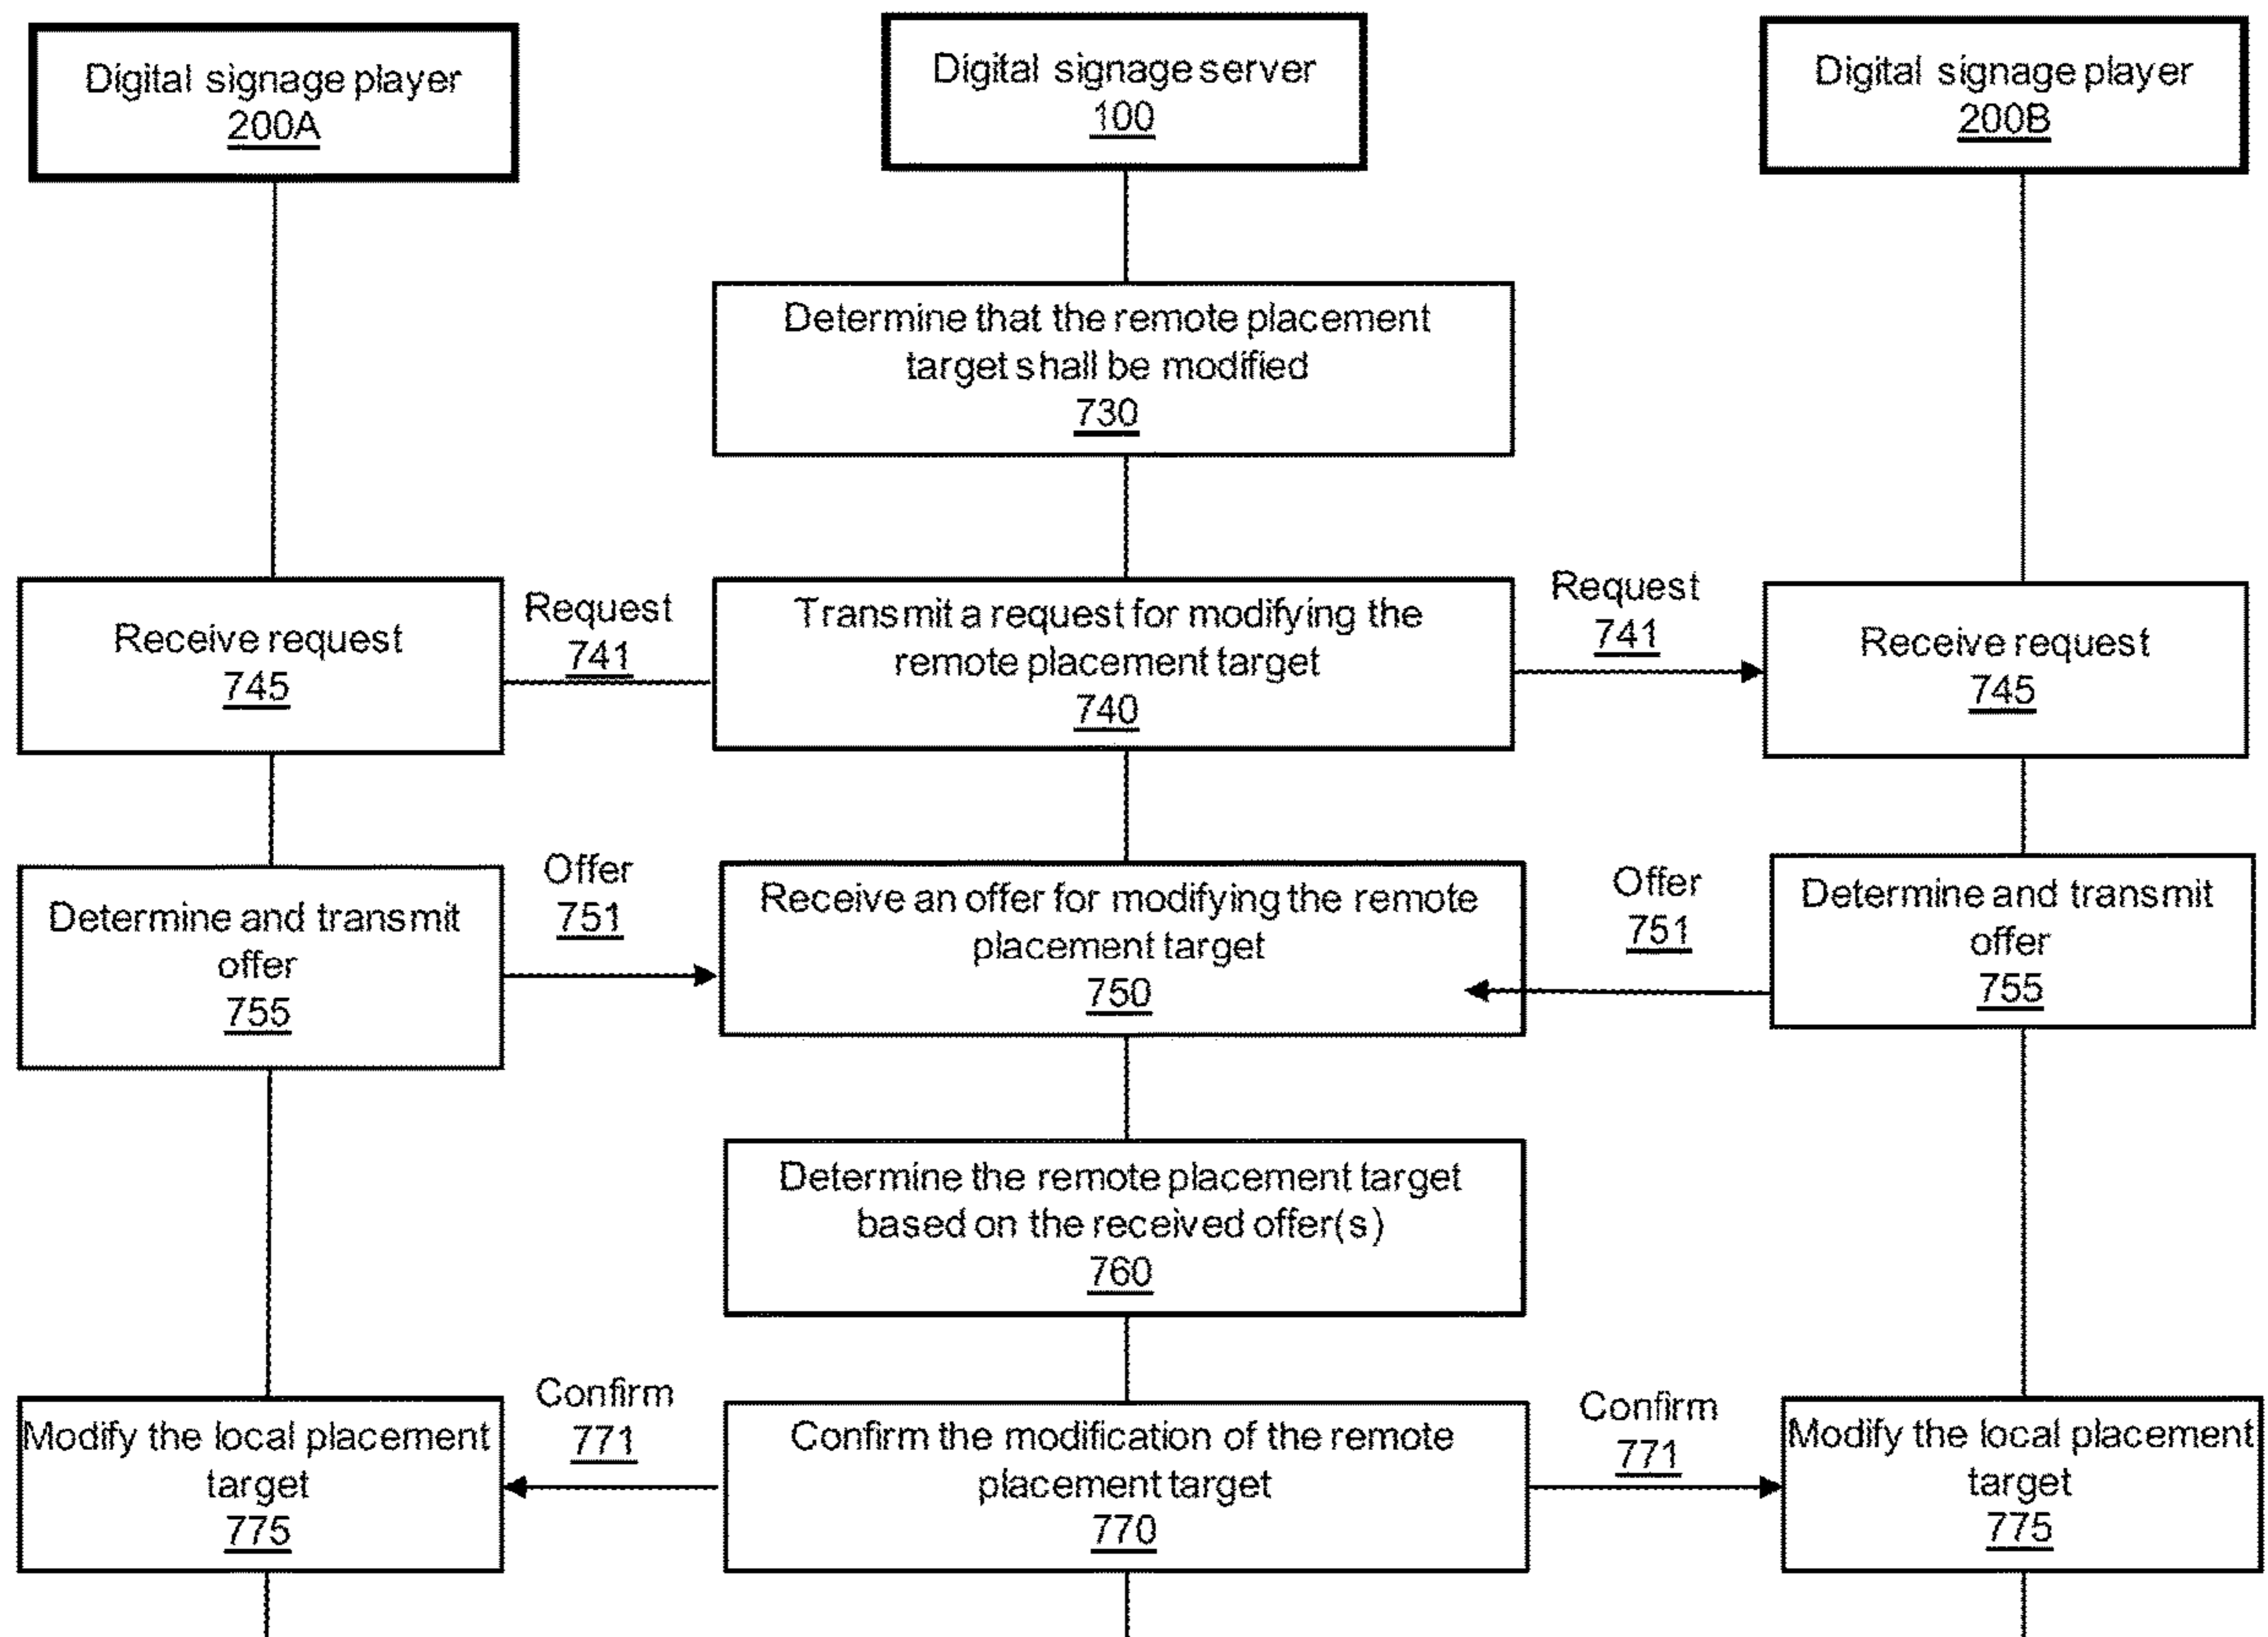 Digital signage player
200A
Digital signage server
100
Digital signage player
200B
Determine that the remote placement
target shall be modified
730
Receive request
745
Request
741
Transmit a request for modifying the
remote placement target
740
Request
741
Receive request
745
Determine and transmit
offer
755
Offer
751
Receive an offer for modifying the remote
placement target
750
Offer
751
Determine and transmit
offer
755
Determine the remote placement target
based on the received offer(s)
760
Modify the local placement
target
775
Confirm
771
Confirm the modification of the remote
placement target
770
Confirm
771
Modify the local placement
target
775